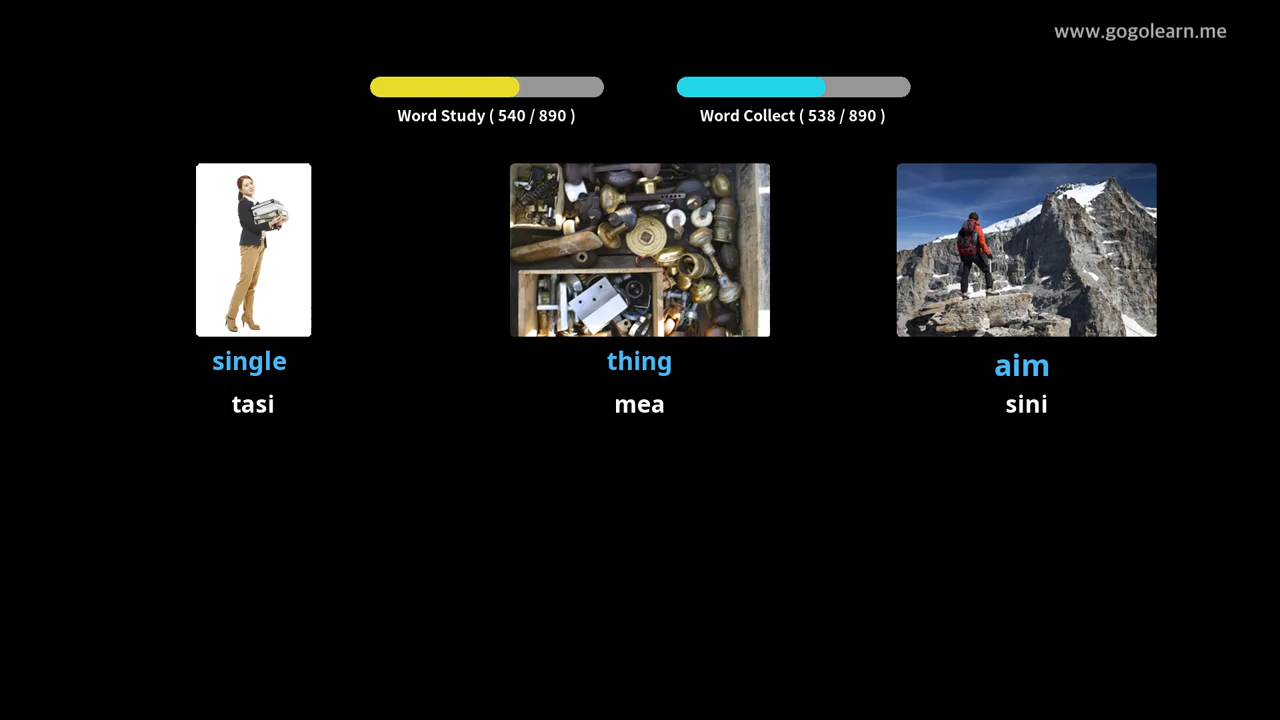 www.gogolearn.me
Word Study ( 540 / 890 )
Word Collect ( 538 / 890 )
single
tasi
thing
mea
aim
sini